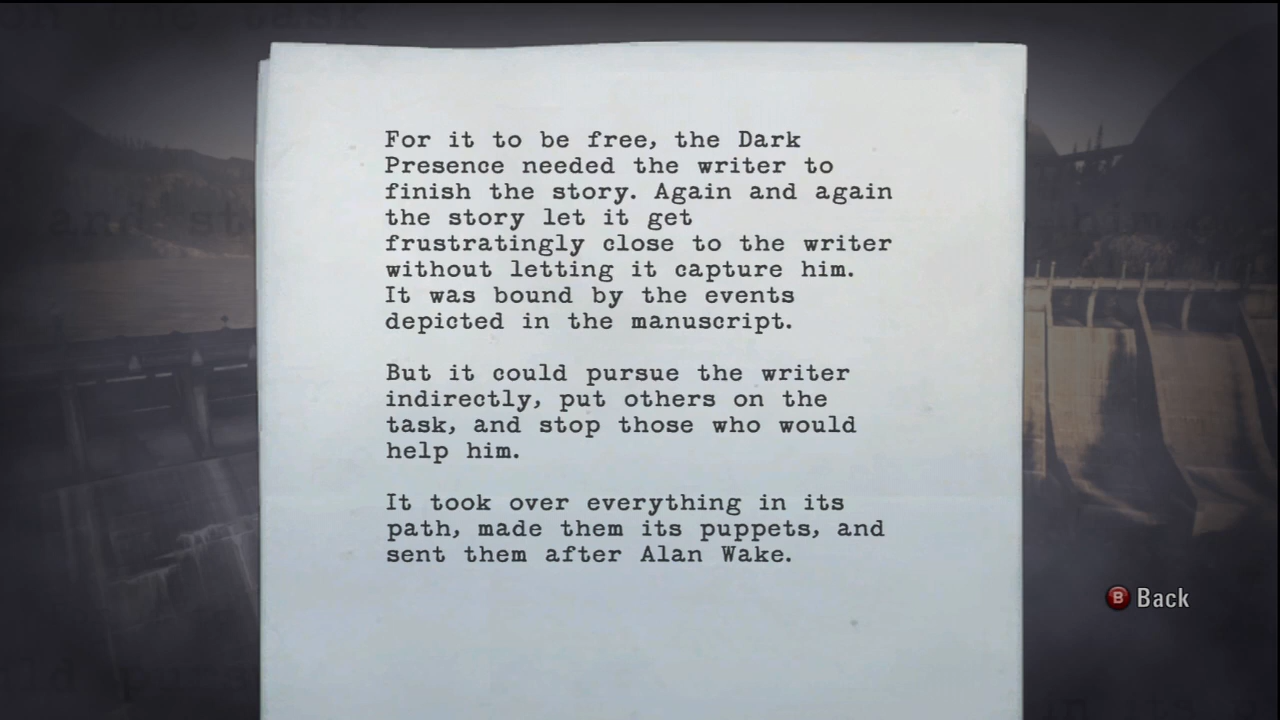 For it to be free, the Dark
Presence needed the writer to
finish the story. Again and again
the story let it get
frustratingly close to the writer
without letting it capture him.
It was bound by the events
depicted in the manuscript.
But it could pursue the writer
indirectly, put others on the
task, and stop those who would
help him.
It took over everything in its
path, made them its puppets, and
sent them after Alan Wake.
B Back